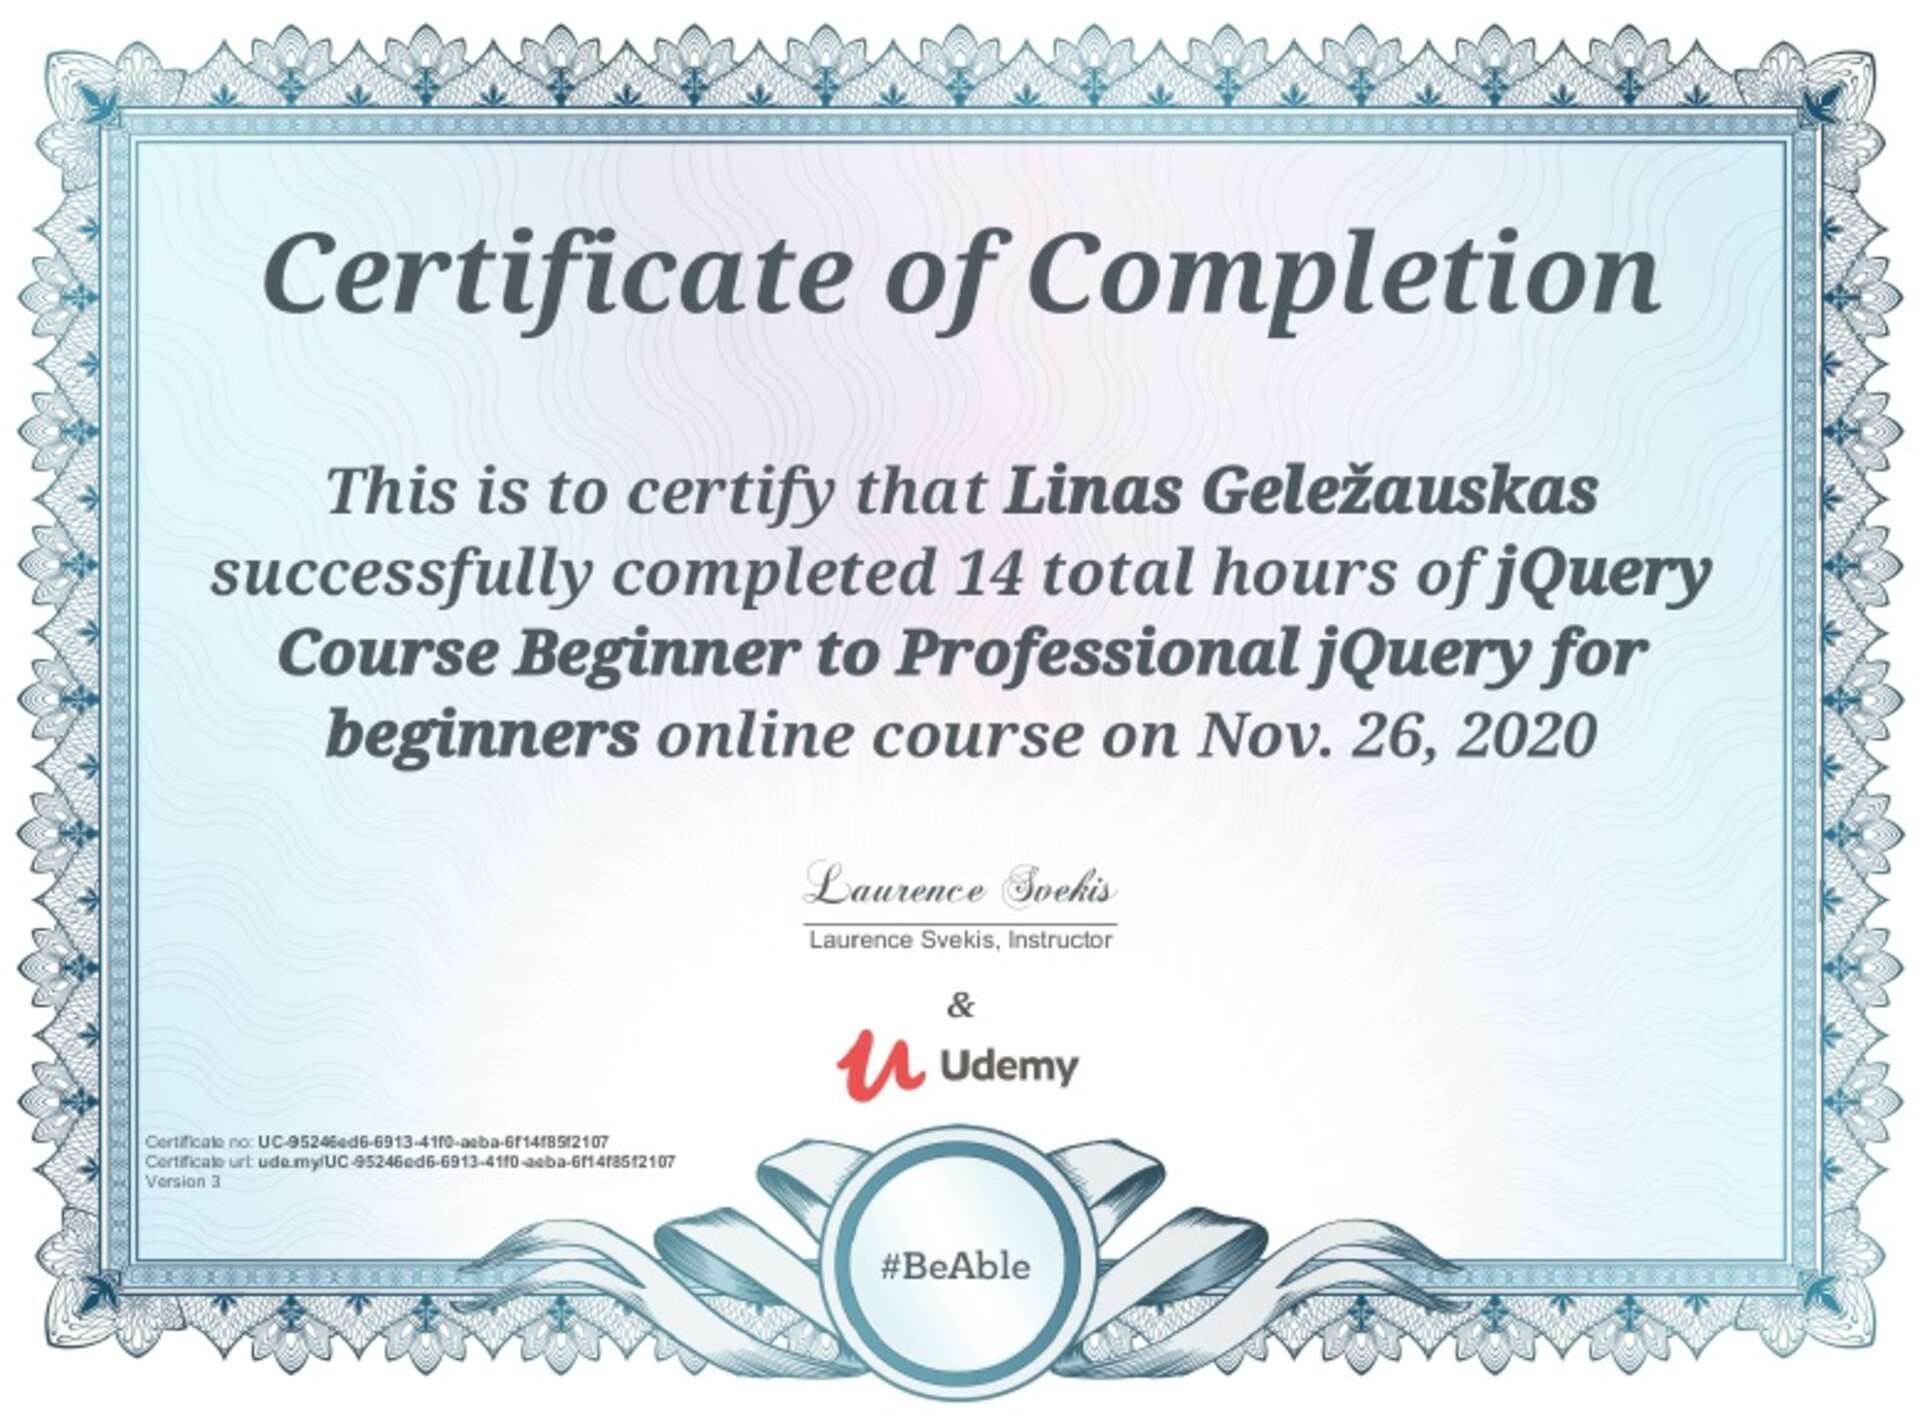 Certificate of Completion
This is to certify that Linas Geležauskas
successfully completed 14 total hours of jQuery
Course Beginner to Professional jQuery for
beginners online course on Nov. 26, 2020
Laurence Svekis
Laurence Svekis, Instructor
&
Udemy
Certificate no: UC-95246ed6-6913-41f0-aeba-6f14f85f2107
Certificate url: ude.my/UC-95246ed6-6913-41f0-aeba-6f14f85f2107
Version 3
#BeAble